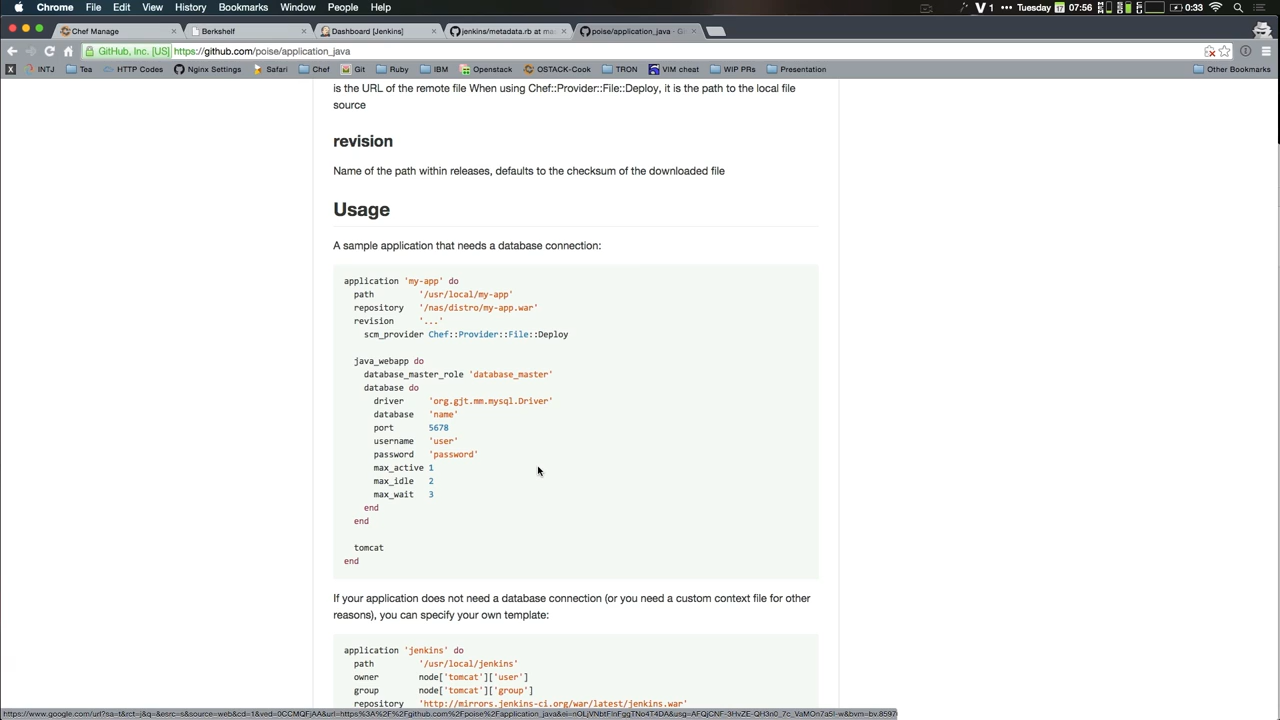 Chrome File Edit View History Bookmarks Window People Help V 1 ••• Tuesday 17 07:56 0:33
Chef Manage Berkshelf Dashboard [Jenkins] jenkins/metadata.rb at ma poise/application_java · G
GitHub, Inc. [US] https://github.com/poise/application_java
INTJ Tea HTTP Codes Nginx Settings Safari Chef Git Ruby IBM Openstack OSTACK-Cook TRON VIM cheat WIP PRs Presentation Other Bookmarks
is the URL of the remote file When using Chef::Provider::File::Deploy, it is the path to the local file
source
revision
Name of the path within releases, defaults to the checksum of the downloaded file
Usage
A sample application that needs a database connection:
application 'my-app' do
path '/usr/local/my-app'
repository '/nas/distro/my-app.war'
revision '...'
scm_provider Chef::Provider::File::Deploy
java_webapp do
database_master_role 'database_master'
database do
driver 'org.gjt.mm.mysql.Driver'
database 'name'
port 5678
username 'user'
password 'password'
max_active 1
max_idle 2
max_wait 3
end
end
tomcat
end
If your application does not need a database connection (or you need a custom context file for other
reasons), you can specify your own template:
application 'jenkins' do
path '/usr/local/jenkins'
owner node['tomcat']['user']
group node['tomcat']['group']
repository 'http://mirrors.jenkins-ci.org/war/latest/jenkins.war'